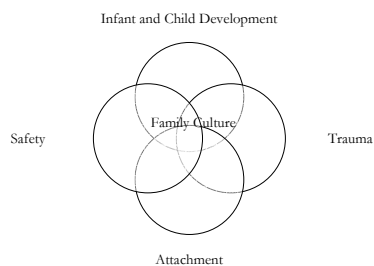 Infant and Child Development
Family Culture
Safety
Trauma
Attachment